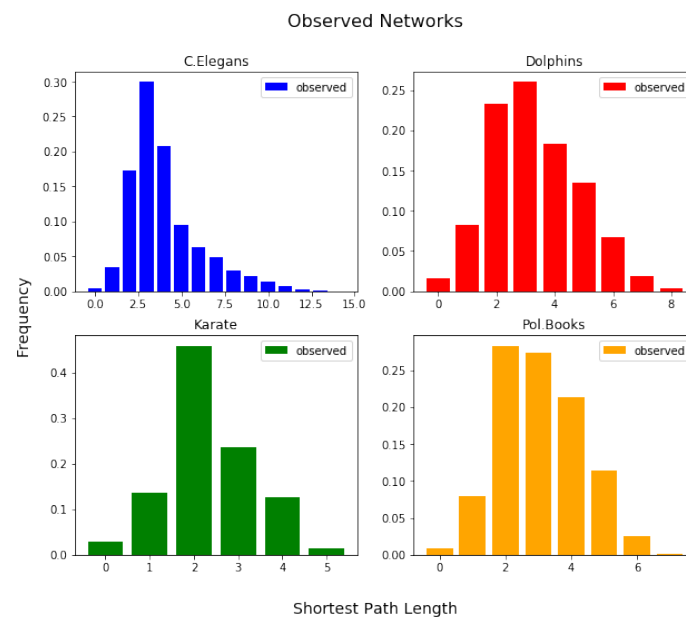 Observed Networks
C.Elegans
observed
0.30
0.25
0.20
0.15
0.10
0.05
0.00
0.0 2.5 5.0 7.5 10.0 12.5 15.0
Dolphins
observed
0.25
0.20
0.15
0.10
0.05
0.00
0 2 4 6 8
Frequency
Karate
observed
0.4
0.3
0.2
0.1
0.0
0 1 2 3 4 5
Pol.Books
observed
0.25
0.20
0.15
0.10
0.05
0.00
0 2 4 6
Shortest Path Length